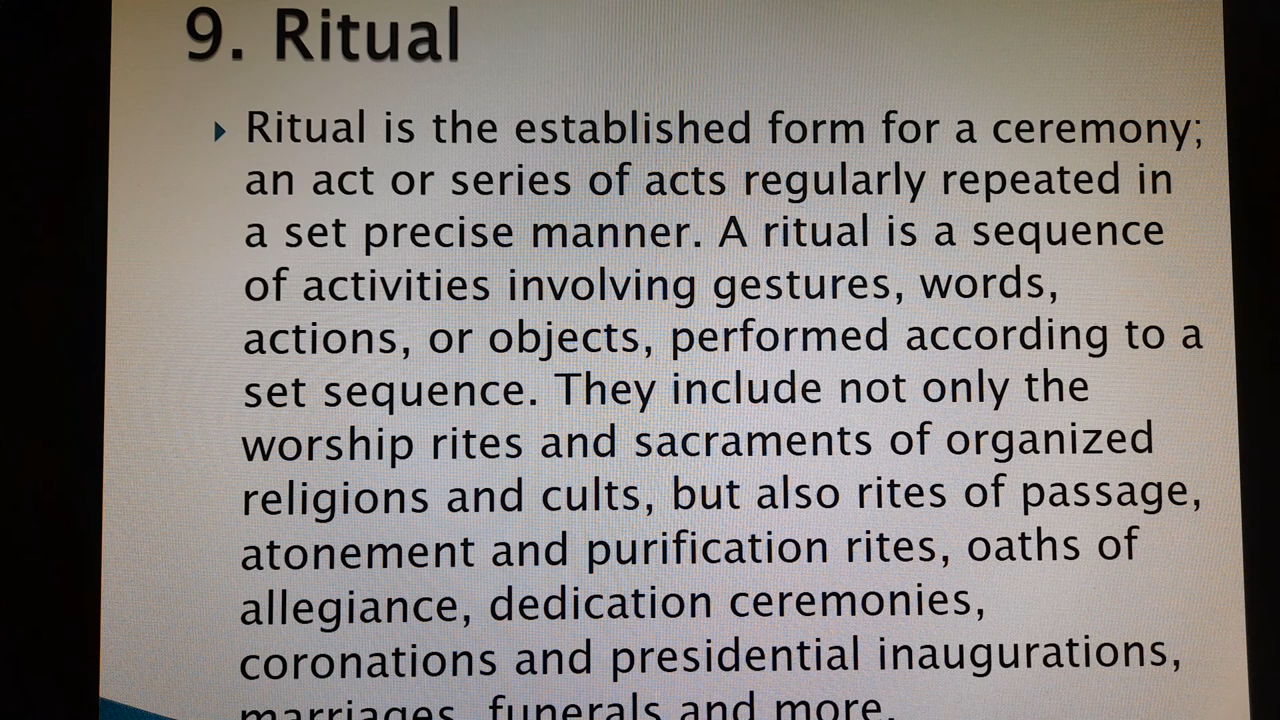 9. Ritual
Ritual is the established form for a ceremony;
an act or series of acts regularly repeated in
a set precise manner. A ritual is a sequence
of activities involving gestures, words,
actions, or objects, performed according to a
set sequence. They include not only the
worship rites and sacraments of organized
religions and cults, but also rites of passage,
atonement and purification rites, oaths of
allegiance, dedication ceremonies,
coronations and presidential inaugurations,
marriages, funerals and more.